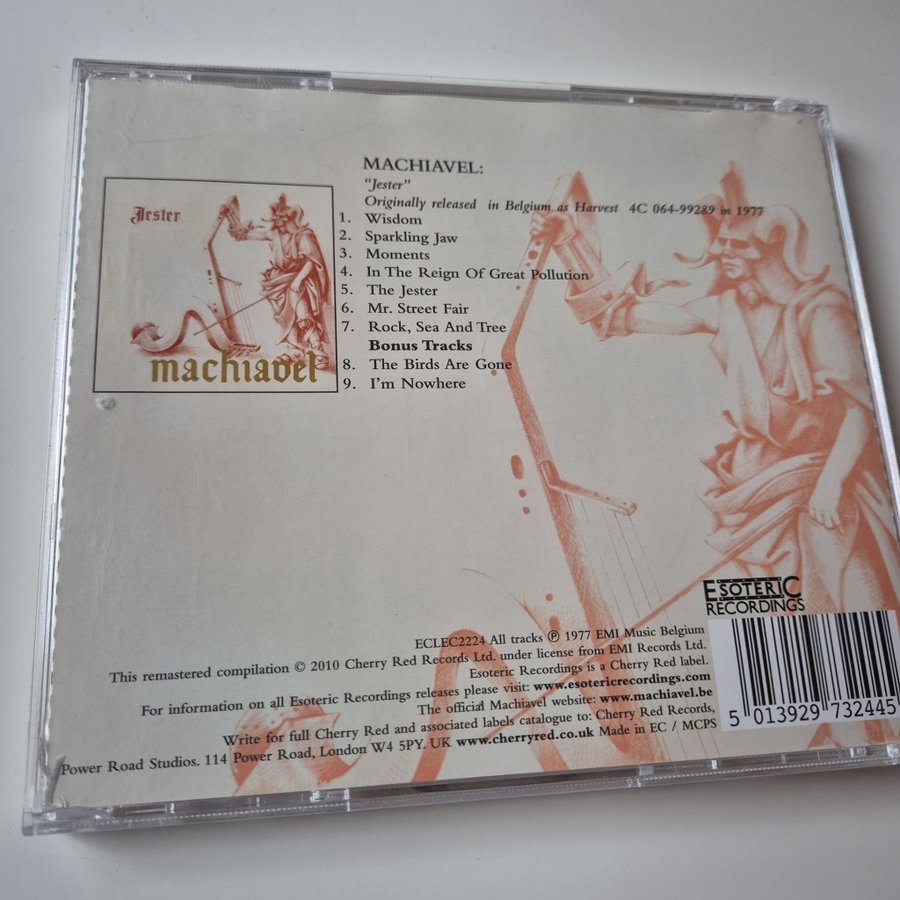 MACHIAVEL:
"Jester"
Originally released in Belgium as Harvest 4C 064-99289 in 1977
1. Wisdom
2. Sparkling Jaw
3. Moments
4. In The Reign Of Great Pollution
5. The Jester
6. Mr. Street Fair
7. Rock, Sea And Tree
Bonus Tracks
8. The Birds Are Gone
9. I'm Nowhere
Jester
machiavel
ESOTERIC
RECORDINGS
ECLEC2224 All tracks ℗ 1977 EMI Music Belgium
This remastered compilation © 2010 Cherry Red Records Ltd. under license from EMI Records Ltd.
Esoteric Recordings is a Cherry Red label.
For information on all Esoteric Recordings releases please visit: www.esotericrecordings.com
The official Machiavel website: www.machiavel.be
Write for full Cherry Red and associated labels catalogue to: Cherry Red Records,
Power Road Studios. 114 Power Road, London W4 5PY. UK www.cherryred.co.uk Made in EC / MCPS
5 013929 732445